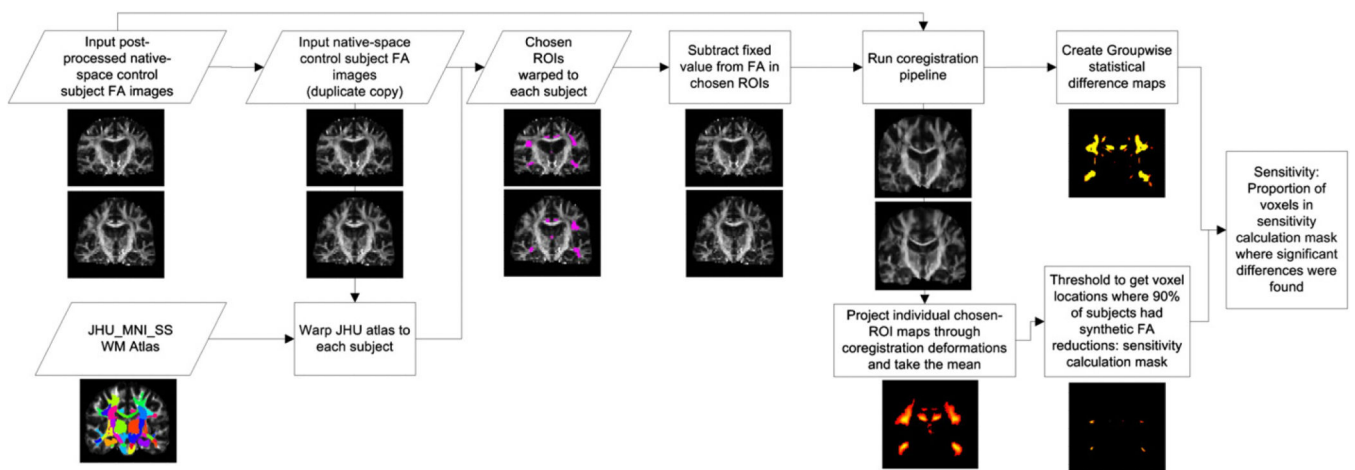 Input post-
processed native-
space control
subject FA images
Input native-space
control subject FA
images
(duplicate copy)
Chosen
ROIs
warped to
each subject
Subtract fixed
value from FA in
chosen ROIs
Run coregistration
pipeline
Create Groupwise
statistical
difference maps
Sensitivity:
Proportion of
voxels in
sensitivity
calculation mask
where significant
differences were
found
JHU_MNI_SS
WM Atlas
Warp JHU atlas to
each subject
Project individual chosen-
ROI maps through
coregistration deformations
and take the mean
Threshold to get voxel
locations where 90%
of subjects had
synthetic FA
reductions: sensitivity
calculation mask